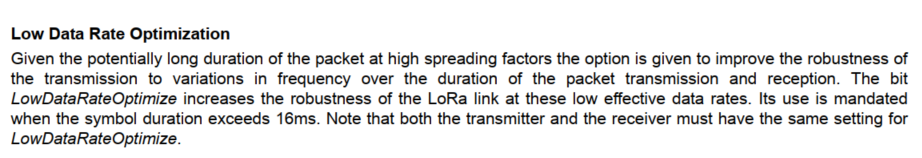 Low Data Rate Optimization
Given the potentially long duration of the packet at high spreading factors the option is given to improve the robustness of
the transmission to variations in frequency over the duration of the packet transmission and reception. The bit
LowDataRateOptimize increases the robustness of the LoRa link at these low effective data rates. Its use is mandated
when the symbol duration exceeds 16ms. Note that both the transmitter and the receiver must have the same setting for
LowDataRateOptimize.